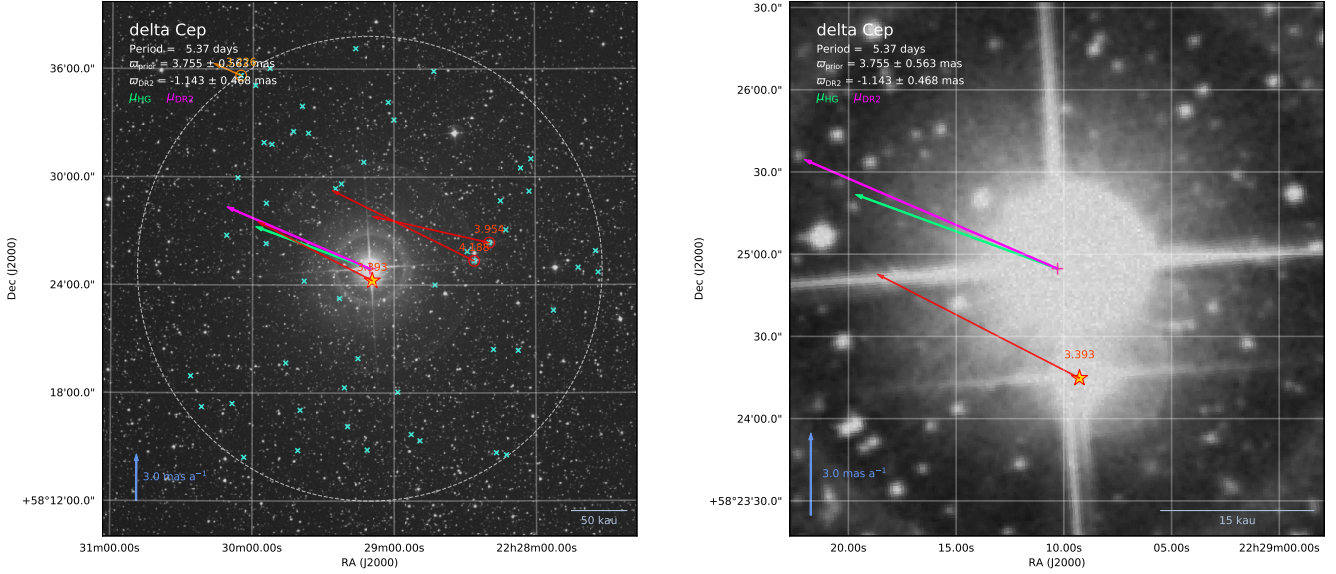 delta Cep
Period = 5.37 days
ϖprior = 3.755 ± 0.563 mas
ϖDR2 = -1.143 ± 0.468 mas
μHG μDR2
3.954
4.188
3.393
3.0 mas a⁻¹
50 kau
36'00.0"
30'00.0"
24'00.0"
18'00.0"
+58°12'00.0"
Dec (J2000)
31m00.00s 30m00.00s 29m00.00s 22h28m00.00s
RA (J2000)
delta Cep
Period = 5.37 days
ϖprior = 3.755 ± 0.563 mas
ϖDR2 = -1.143 ± 0.468 mas
μHG μDR2
3.393
3.0 mas a⁻¹
15 kau
30.0"
26'00.0"
30.0"
25'00.0"
30.0"
24'00.0"
+58°23'30.0"
Dec (J2000)
20.00s 15.00s 10.00s 05.00s 22h29m00.00s
RA (J2000)